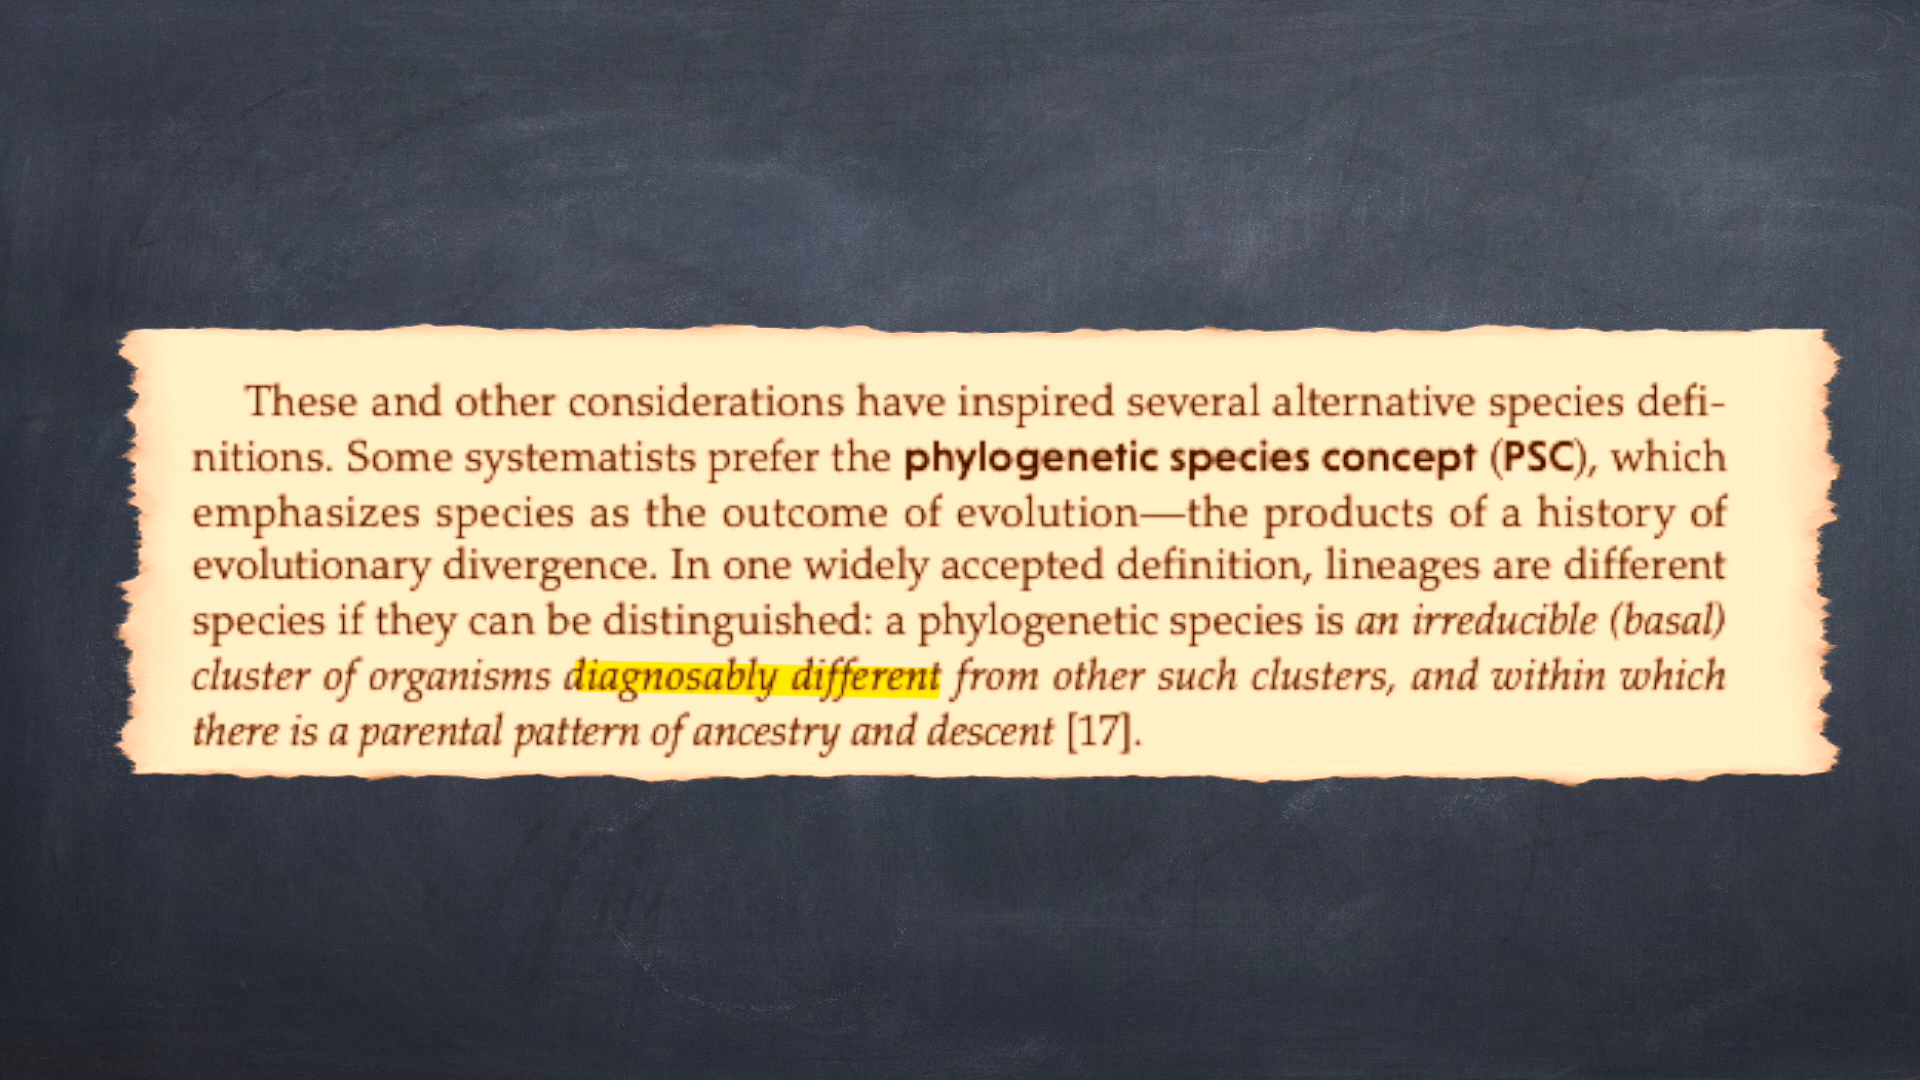 These and other considerations have inspired several alternative species defi-
nitions. Some systematists prefer the phylogenetic species concept (PSC), which
emphasizes species as the outcome of evolution—the products of a history of
evolutionary divergence. In one widely accepted definition, lineages are different
species if they can be distinguished: a phylogenetic species is an irreducible (basal)
cluster of organisms diagnosably different from other such clusters, and within which
there is a parental pattern of ancestry and descent [17].